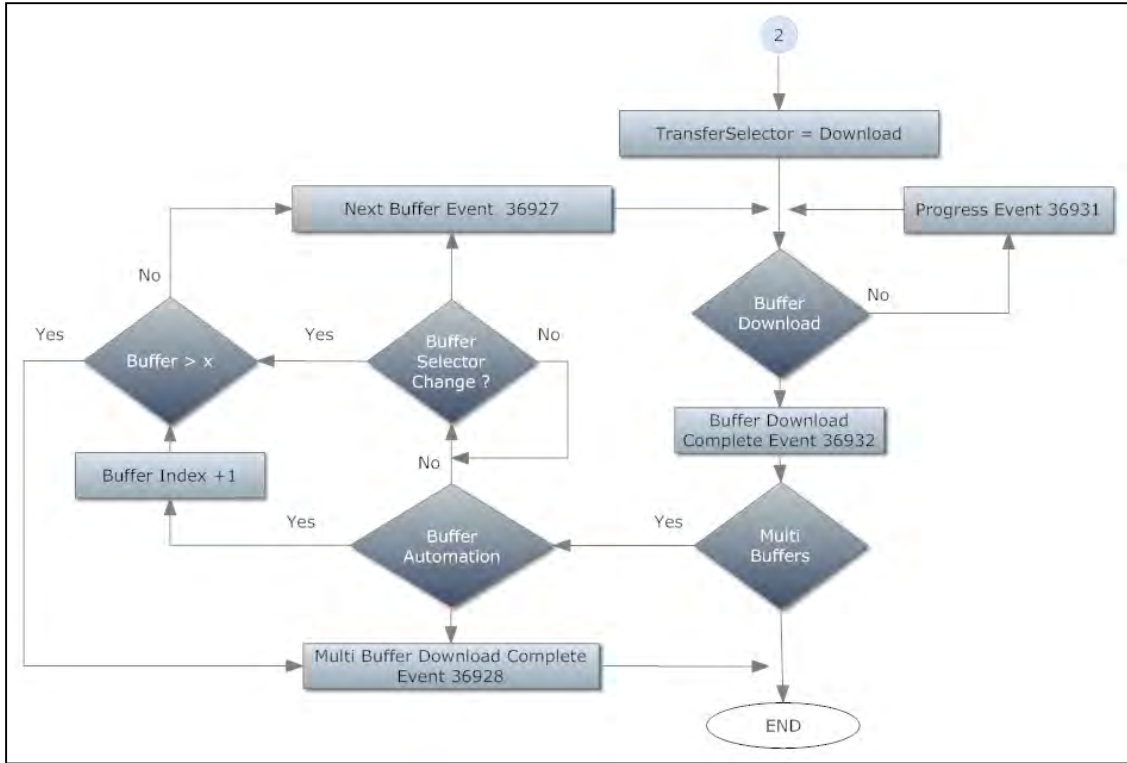 2
TransferSelector = Download
Next Buffer Event 36927
Progress Event 36931
No
Buffer
Download
No
Yes
Buffer > x
Yes
Buffer
Selector
Change ?
No
Buffer Download
Complete Event 36932
Buffer Index +1
No
Yes
Buffer
Automation
Yes
Multi
Buffers
Multi Buffer Download Complete
Event 36928
END